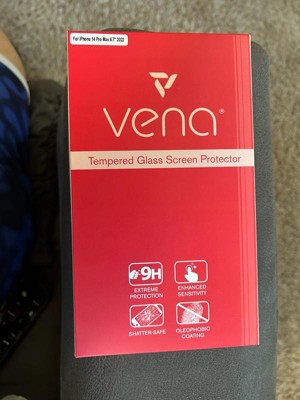 For iPhone 14 Pro Max 6.7" 2022
vena®
Tempered Glass Screen Protector
9H
EXTREME
PROTECTION
ENHANCED
SENSITIVITY
SHATTER-SAFE
OLEOPHOBIC
COATING